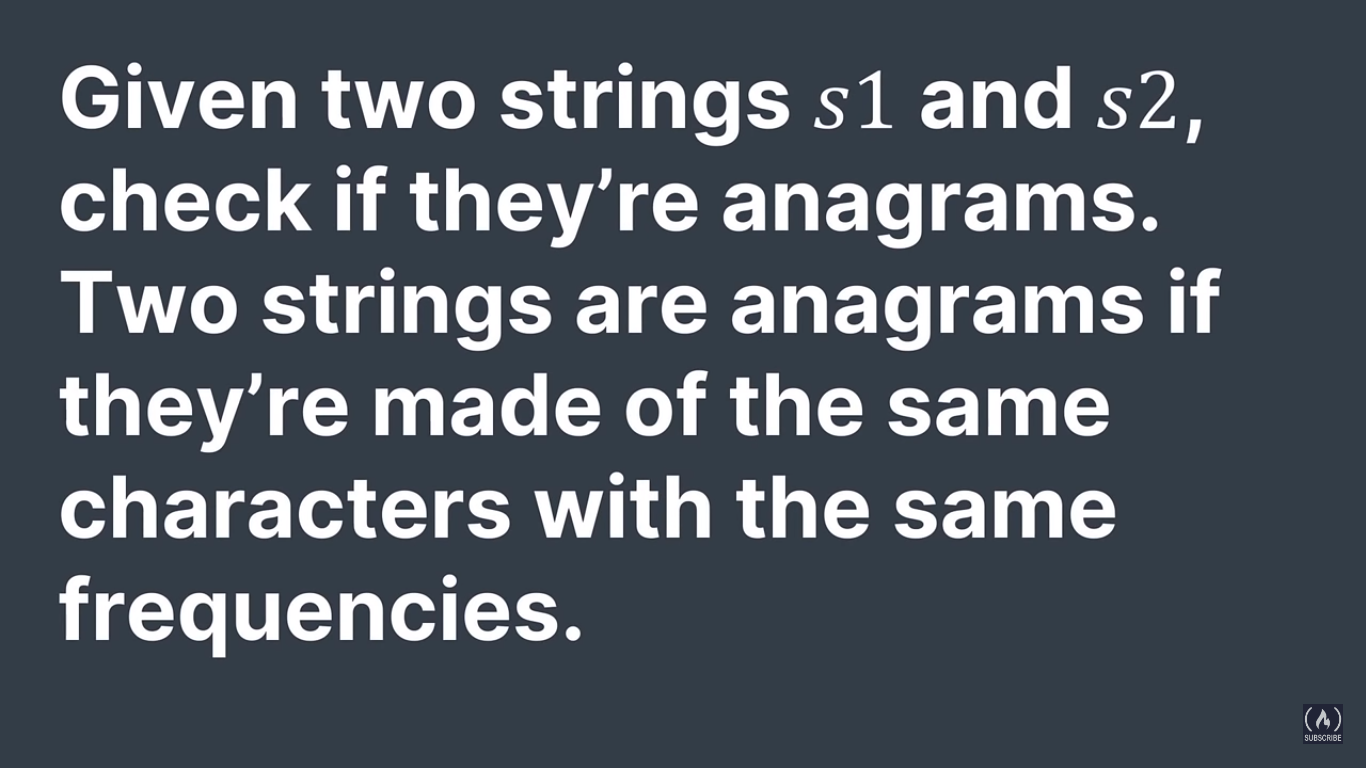 Given two strings s1 and s2,
check if they’re anagrams.
Two strings are anagrams if
they’re made of the same
characters with the same
frequencies.
SUBSCRIBE